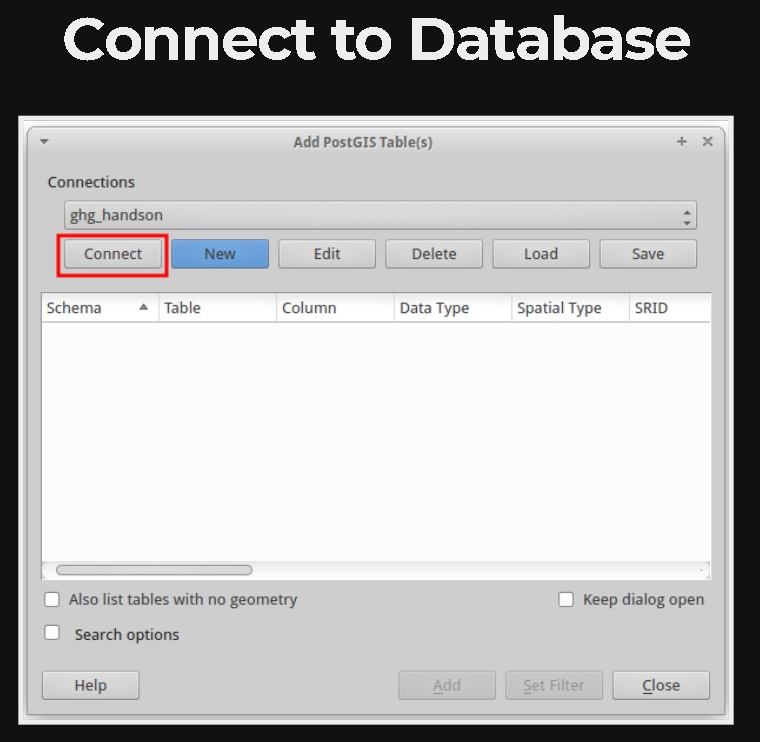 Connect to Database
Add PostGIS Table(s)
Connections
ghg_handson
Connect New Edit Delete Load Save
Schema Table Column Data Type Spatial Type SRID
Also list tables with no geometry Keep dialog open
Search options
Help Add Set Filter Close